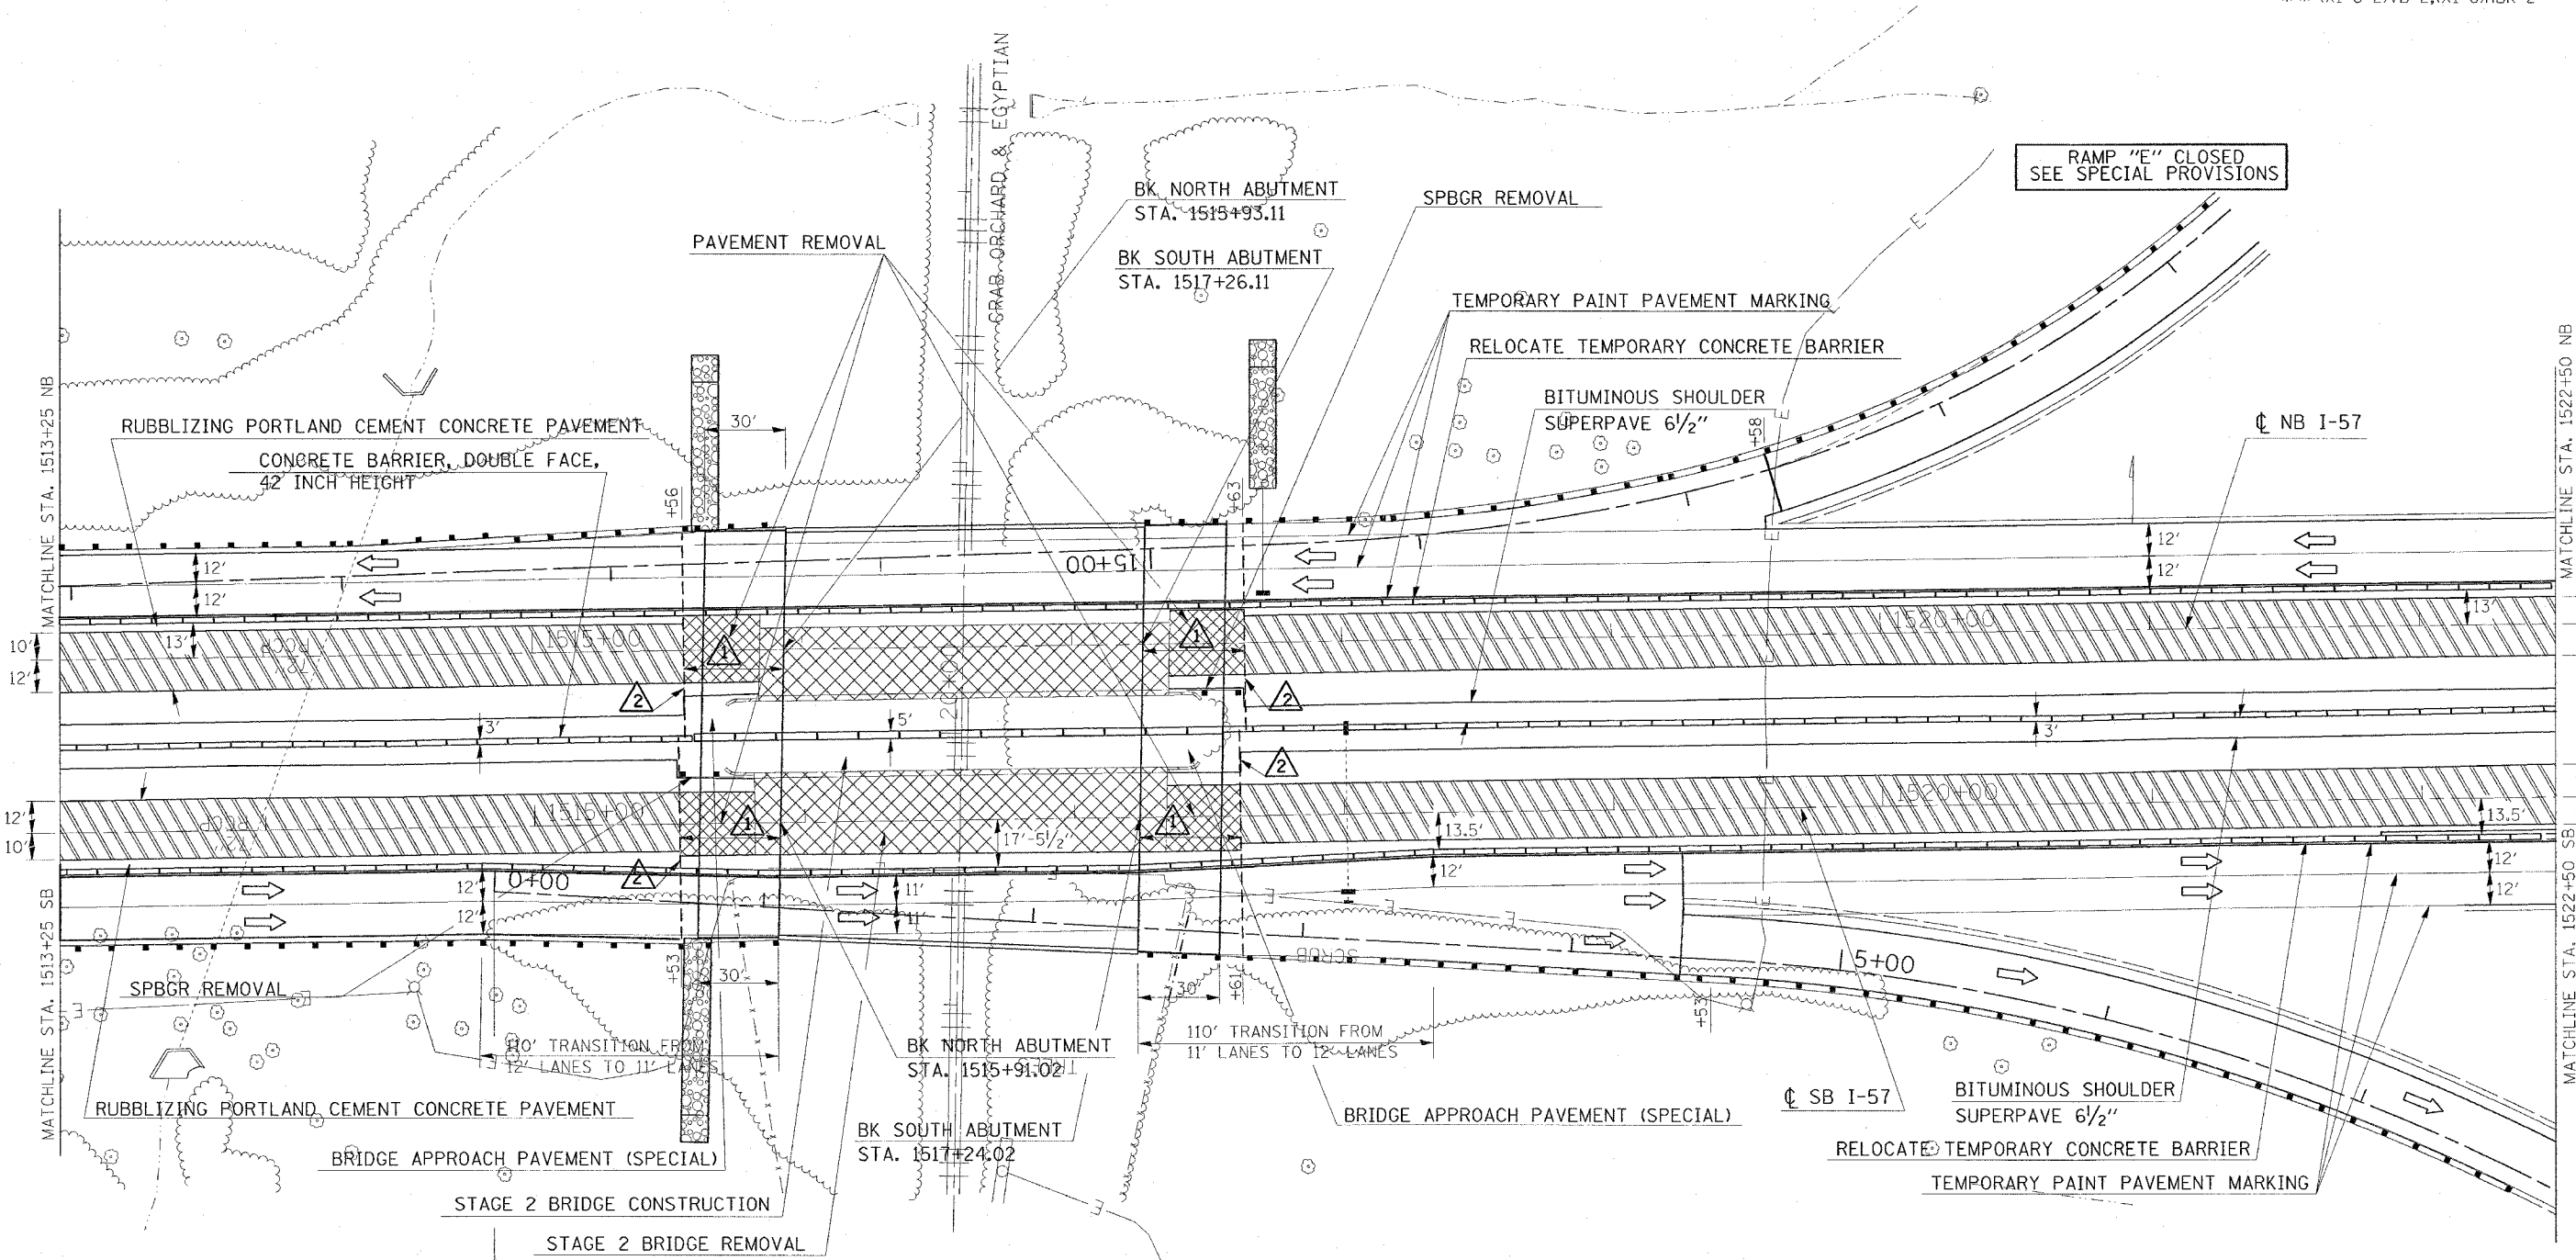 CRAB ORCHARD & EGYPTIAN
RAMP "E" CLOSED
SEE SPECIAL PROVISIONS
BK NORTH ABUTMENT
STA. 1515+93.11
SPBGR REMOVAL
PAVEMENT REMOVAL
BK SOUTH ABUTMENT
STA. 1517+26.11
TEMPORARY PAINT PAVEMENT MARKING
RELOCATE TEMPORARY CONCRETE BARRIER
BITUMINOUS SHOULDER
SUPERPAVE 6½"
℄ NB I-57
RUBBLIZING PORTLAND CEMENT CONCRETE PAVEMENT
CONCRETE BARRIER, DOUBLE FACE,
42 INCH HEIGHT
30'
+56
+63
+58
MATCHLINE STA. 1513+25 NB
MATCHLINE STA. 1522+50 NB
12'
12'
15+00
12'
12'
13'
13'
10'
12'
1515+00
1520+00
1
1
2
2
3'
5'
3'
2
12'
10'
1515+00
1520+00
1
1
17'-5½"
13.5'
13.5'
12'
12'
12'
0+00
2
12'
12'
11'
11'
SCRUB
5+00
MATCHLINE STA. 1513+25 SB
MATCHLINE STA. 1522+50 SB
+53
30'
30'
+61
+53
SPBGR REMOVAL
110' TRANSITION FROM
12' LANES TO 11' LANES
110' TRANSITION FROM
11' LANES TO 12' LANES
BK NORTH ABUTMENT
STA. 1515+91.02
TREES
BK SOUTH ABUTMENT
STA. 1517+24.02
RUBBLIZING PORTLAND CEMENT CONCRETE PAVEMENT
BRIDGE APPROACH PAVEMENT (SPECIAL)
BRIDGE APPROACH PAVEMENT (SPECIAL)
STAGE 2 BRIDGE CONSTRUCTION
STAGE 2 BRIDGE REMOVAL
℄ SB I-57
BITUMINOUS SHOULDER
SUPERPAVE 6½"
RELOCATE TEMPORARY CONCRETE BARRIER
TEMPORARY PAINT PAVEMENT MARKING